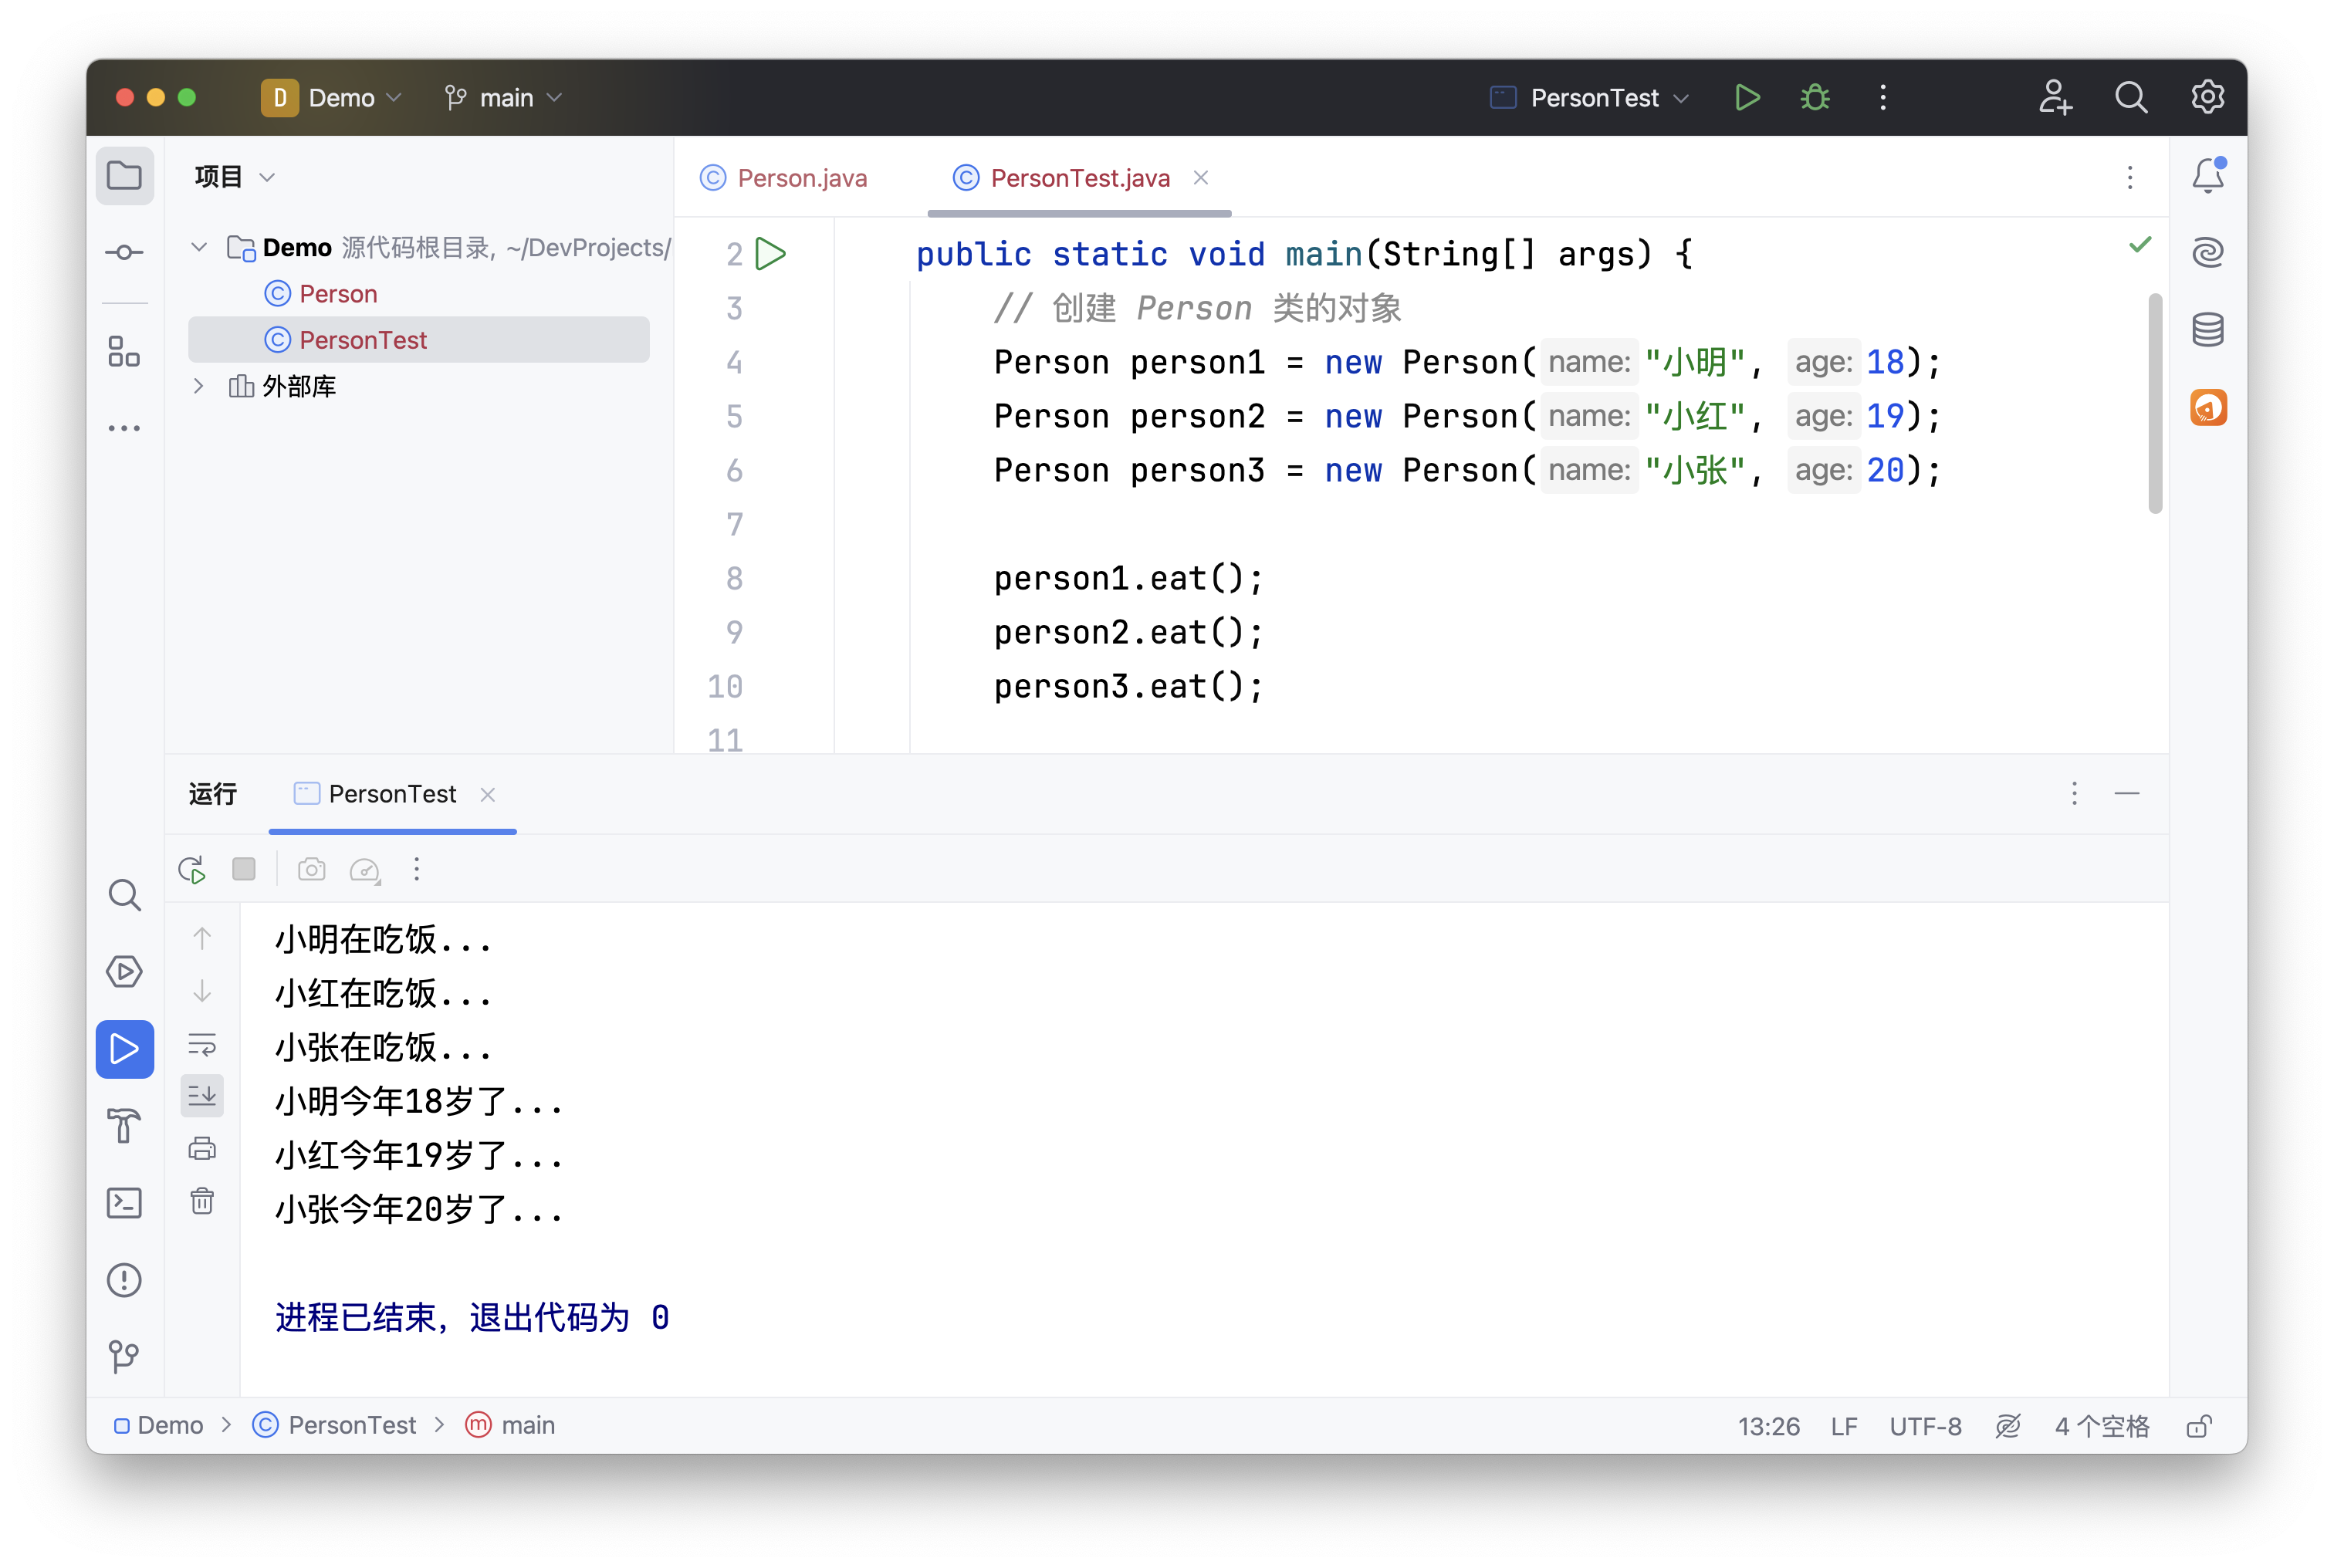 D Demo main PersonTest
项目
Demo 源代码根目录, ~/DevProjects/
Person
PersonTest
外部库
Person.java PersonTest.java
2 public static void main(String[] args) {
3 // 创建 Person 类的对象
4 Person person1 = new Person( name: "小明", age: 18);
5 Person person2 = new Person( name: "小红", age: 19);
6 Person person3 = new Person( name: "小张", age: 20);
7
8 person1.eat();
9 person2.eat();
10 person3.eat();
11
运行 PersonTest
小明在吃饭...
小红在吃饭...
小张在吃饭...
小明今年18岁了...
小红今年19岁了...
小张今年20岁了...
进程已结束，退出代码为 0
Demo > PersonTest > main 13:26 LF UTF-8 4 个空格